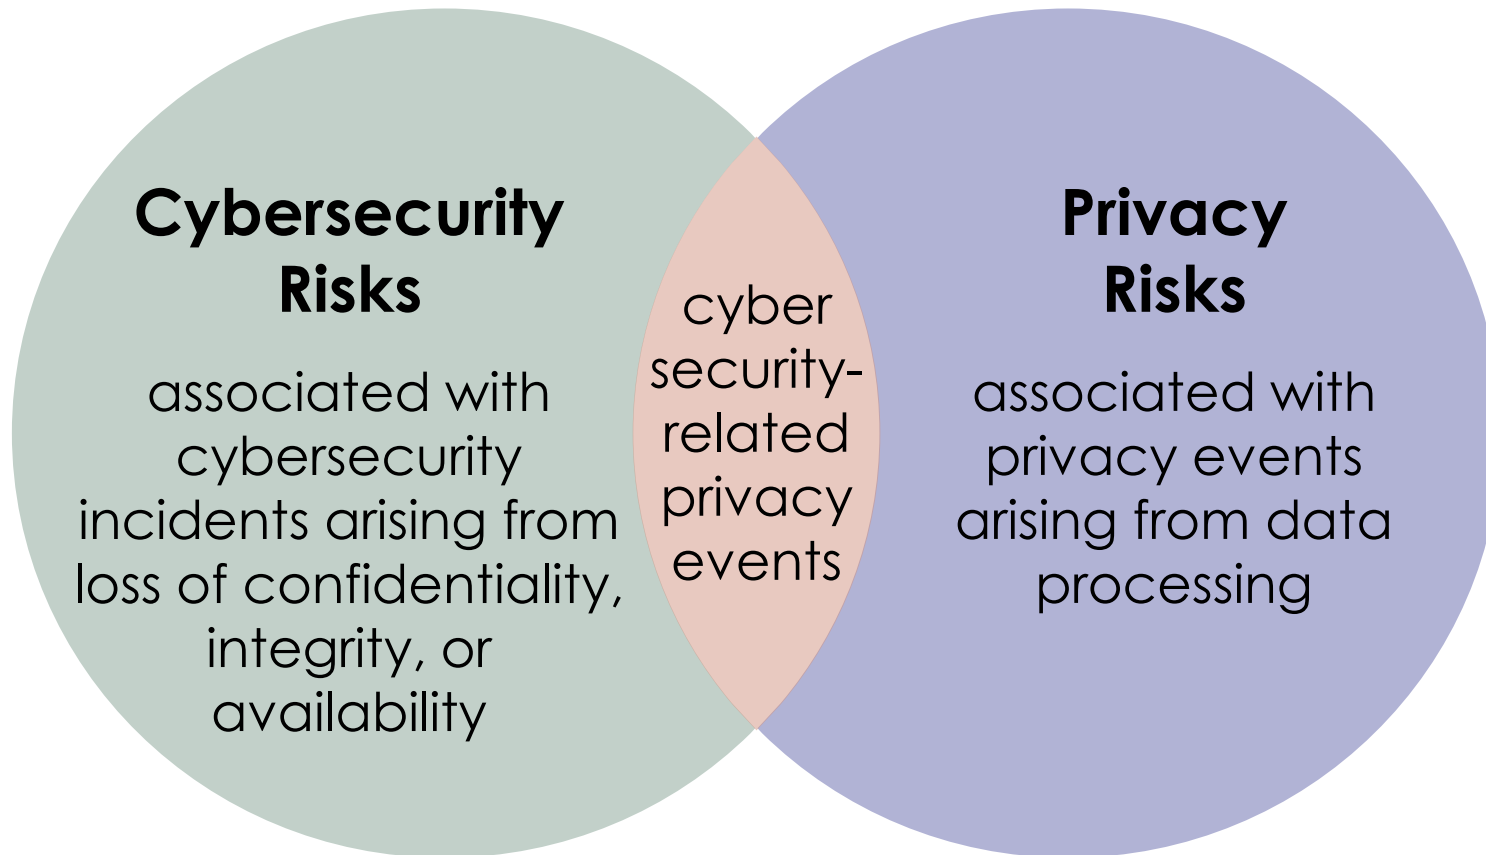 Cybersecurity
Risks
associated with
cybersecurity
incidents arising from
loss of confidentiality,
integrity, or
availability
cyber
security-
related
privacy
events
Privacy
Risks
associated with
privacy events
arising from data
processing